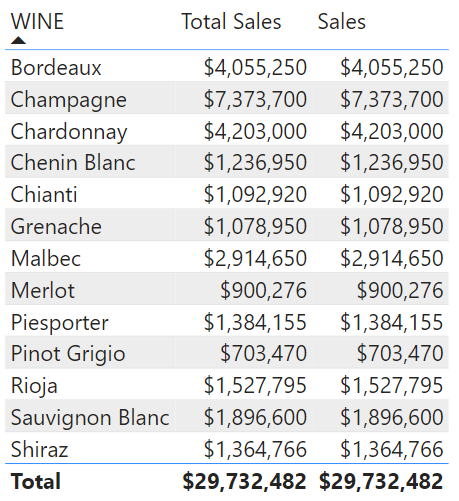 WINE Total Sales Sales
Bordeaux $4,055,250 $4,055,250
Champagne $7,373,700 $7,373,700
Chardonnay $4,203,000 $4,203,000
Chenin Blanc $1,236,950 $1,236,950
Chianti $1,092,920 $1,092,920
Grenache $1,078,950 $1,078,950
Malbec $2,914,650 $2,914,650
Merlot $900,276 $900,276
Piesporter $1,384,155 $1,384,155
Pinot Grigio $703,470 $703,470
Rioja $1,527,795 $1,527,795
Sauvignon Blanc $1,896,600 $1,896,600
Shiraz $1,364,766 $1,364,766
Total $29,732,482 $29,732,482